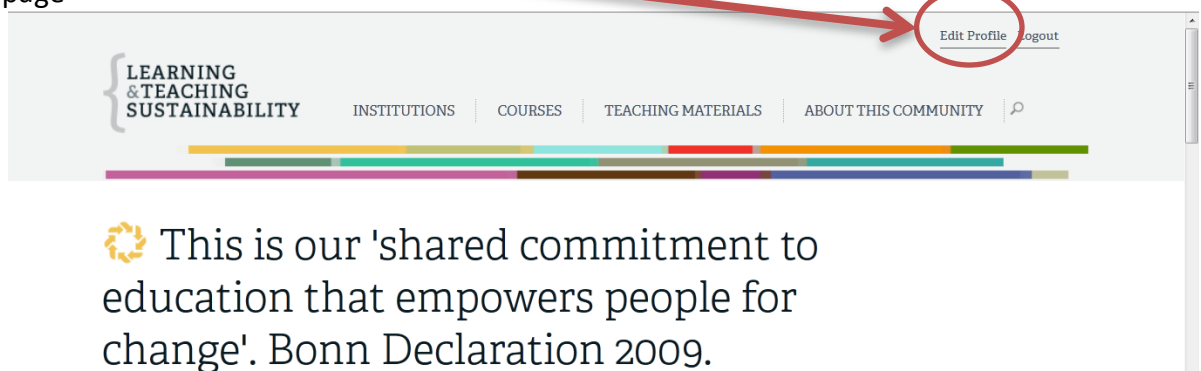 page
Edit Profile Logout
LEARNING
&TEACHING
SUSTAINABILITY
INSTITUTIONS COURSES TEACHING MATERIALS ABOUT THIS COMMUNITY
This is our 'shared commitment to
education that empowers people for
change'. Bonn Declaration 2009.